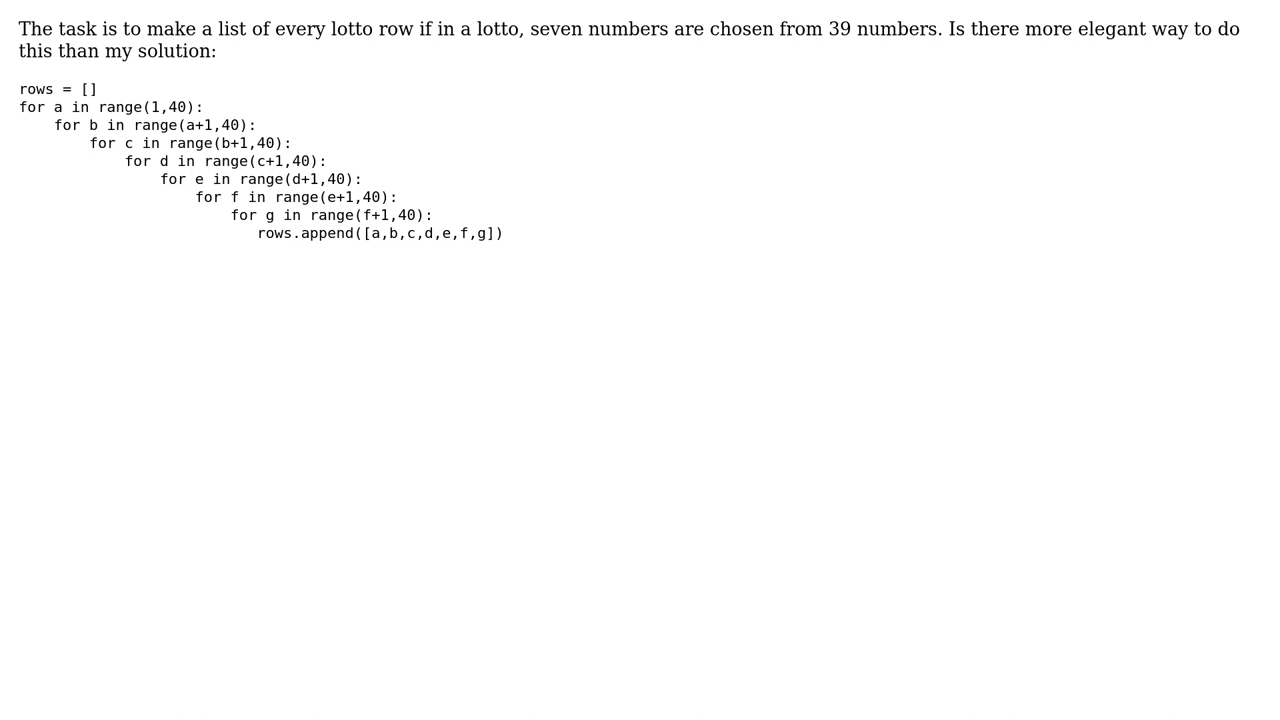 The task is to make a list of every lotto row if in a lotto, seven numbers are chosen from 39 numbers. Is there more elegant way to do
this than my solution:
rows = []
for a in range(1,40):
    for b in range(a+1,40):
        for c in range(b+1,40):
            for d in range(c+1,40):
                for e in range(d+1,40):
                    for f in range(e+1,40):
                        for g in range(f+1,40):
                           rows.append([a,b,c,d,e,f,g])